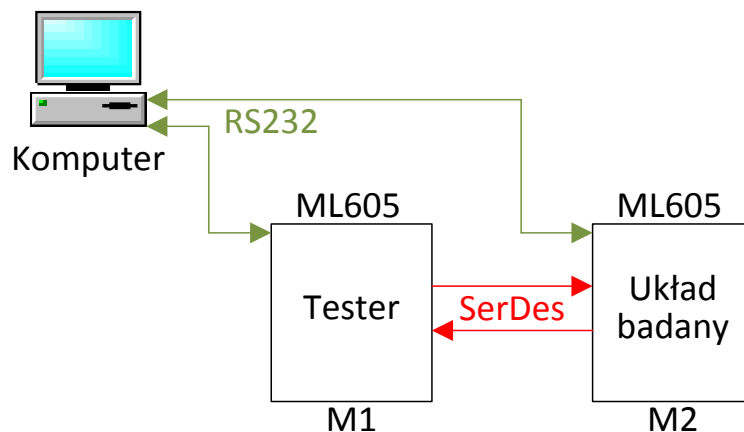 RS232
Komputer
ML605
ML605
Tester
SerDes
Układ
badany
M1
M2